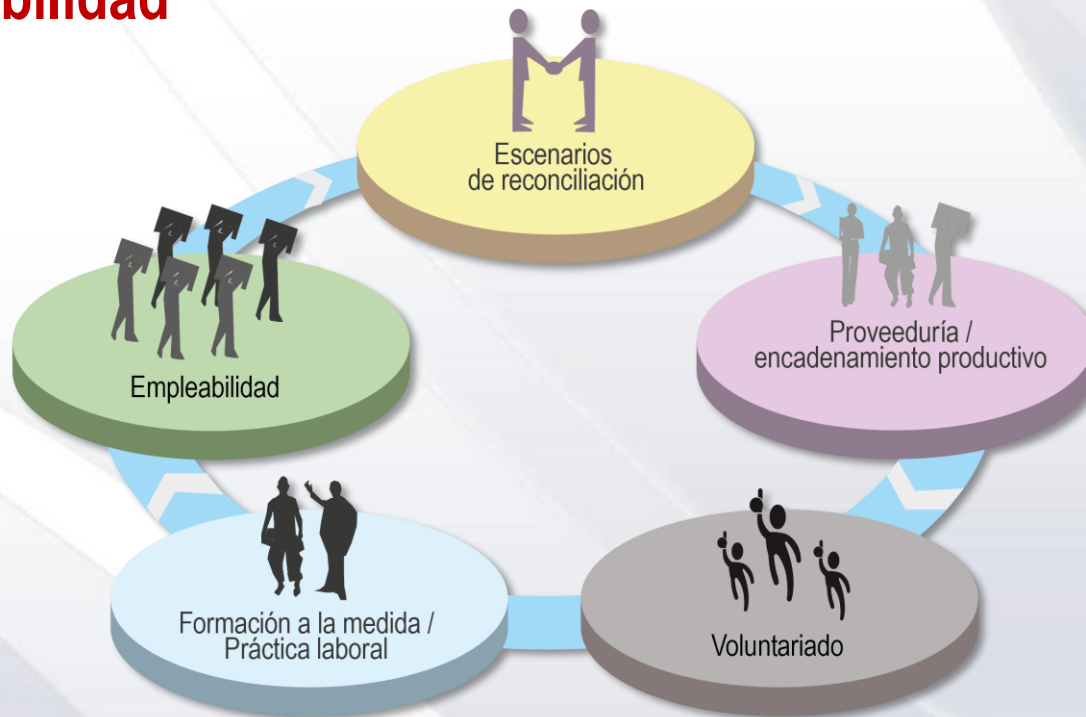 bilidad
Escenarios
de reconciliación
Proveeduría /
encadenamiento productivo
Empleabilidad
Formación a la medida /
Práctica laboral
Voluntariado